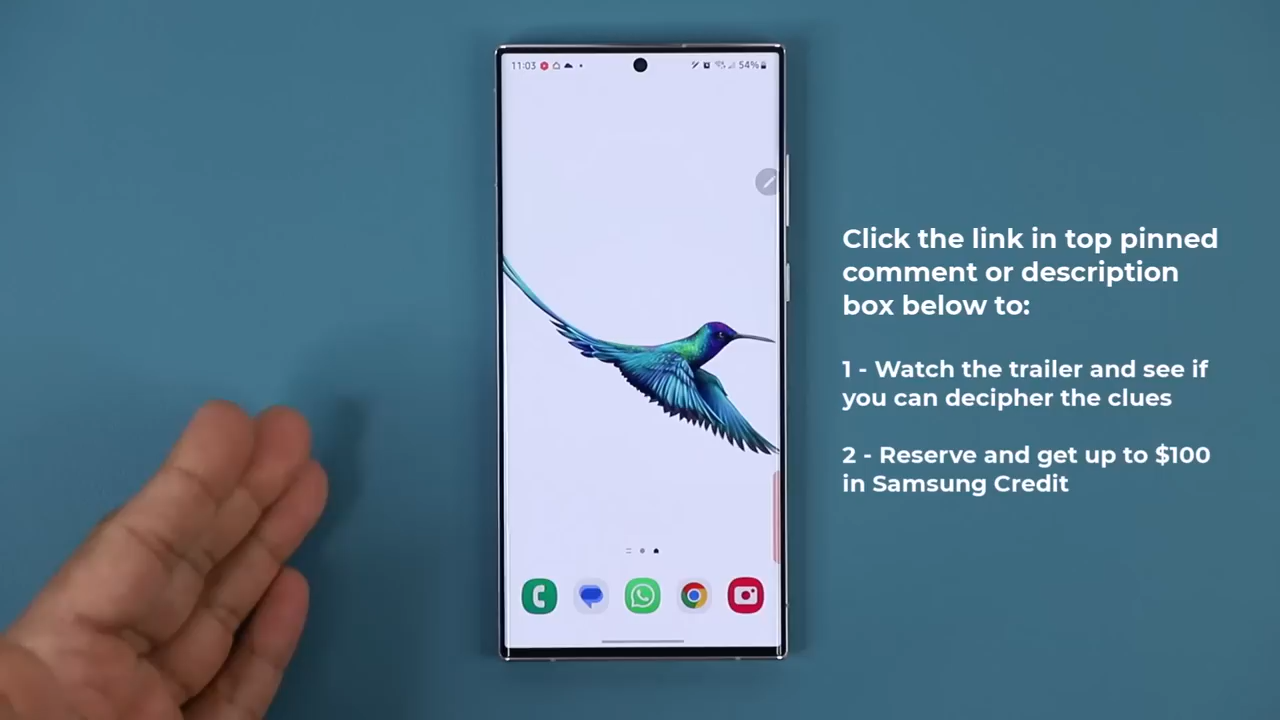 11:03
54%
Click the link in top pinned
comment or description
box below to:
1 - Watch the trailer and see if
you can decipher the clues
2 - Reserve and get up to $100
in Samsung Credit